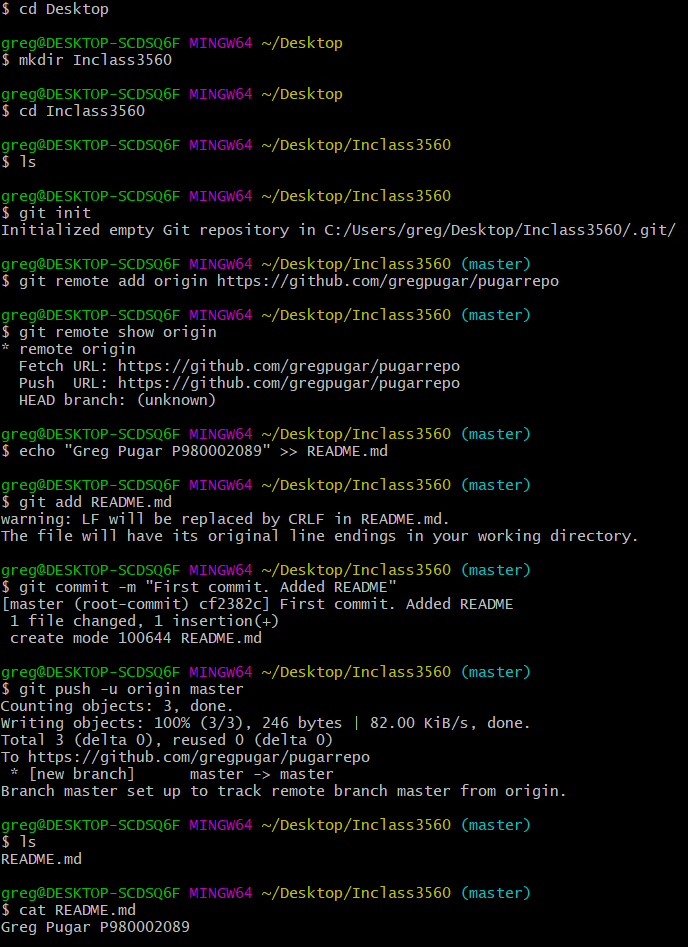 $ cd Desktop
greg@DESKTOP-SCDSQ6F MINGW64 ~/Desktop
$ mkdir Inclass3560
greg@DESKTOP-SCDSQ6F MINGW64 ~/Desktop
$ cd Inclass3560
greg@DESKTOP-SCDSQ6F MINGW64 ~/Desktop/Inclass3560
$ ls
greg@DESKTOP-SCDSQ6F MINGW64 ~/Desktop/Inclass3560
$ git init
Initialized empty Git repository in C:/Users/greg/Desktop/Inclass3560/.git/
greg@DESKTOP-SCDSQ6F MINGW64 ~/Desktop/Inclass3560 (master)
$ git remote add origin https://github.com/gregpugar/pugarrepo
greg@DESKTOP-SCDSQ6F MINGW64 ~/Desktop/Inclass3560 (master)
$ git remote show origin
* remote origin
  Fetch URL: https://github.com/gregpugar/pugarrepo
  Push  URL: https://github.com/gregpugar/pugarrepo
  HEAD branch: (unknown)
greg@DESKTOP-SCDSQ6F MINGW64 ~/Desktop/Inclass3560 (master)
$ echo "Greg Pugar P980002089" >> README.md
greg@DESKTOP-SCDSQ6F MINGW64 ~/Desktop/Inclass3560 (master)
$ git add README.md
warning: LF will be replaced by CRLF in README.md.
The file will have its original line endings in your working directory.
greg@DESKTOP-SCDSQ6F MINGW64 ~/Desktop/Inclass3560 (master)
$ git commit -m "First commit. Added README"
[master (root-commit) cf2382c] First commit. Added README
 1 file changed, 1 insertion(+)
 create mode 100644 README.md
greg@DESKTOP-SCDSQ6F MINGW64 ~/Desktop/Inclass3560 (master)
$ git push -u origin master
Counting objects: 3, done.
Writing objects: 100% (3/3), 246 bytes | 82.00 KiB/s, done.
Total 3 (delta 0), reused 0 (delta 0)
To https://github.com/gregpugar/pugarrepo
 * [new branch]      master -> master
Branch master set up to track remote branch master from origin.
greg@DESKTOP-SCDSQ6F MINGW64 ~/Desktop/Inclass3560 (master)
$ ls
README.md
greg@DESKTOP-SCDSQ6F MINGW64 ~/Desktop/Inclass3560 (master)
$ cat README.md
Greg Pugar P980002089